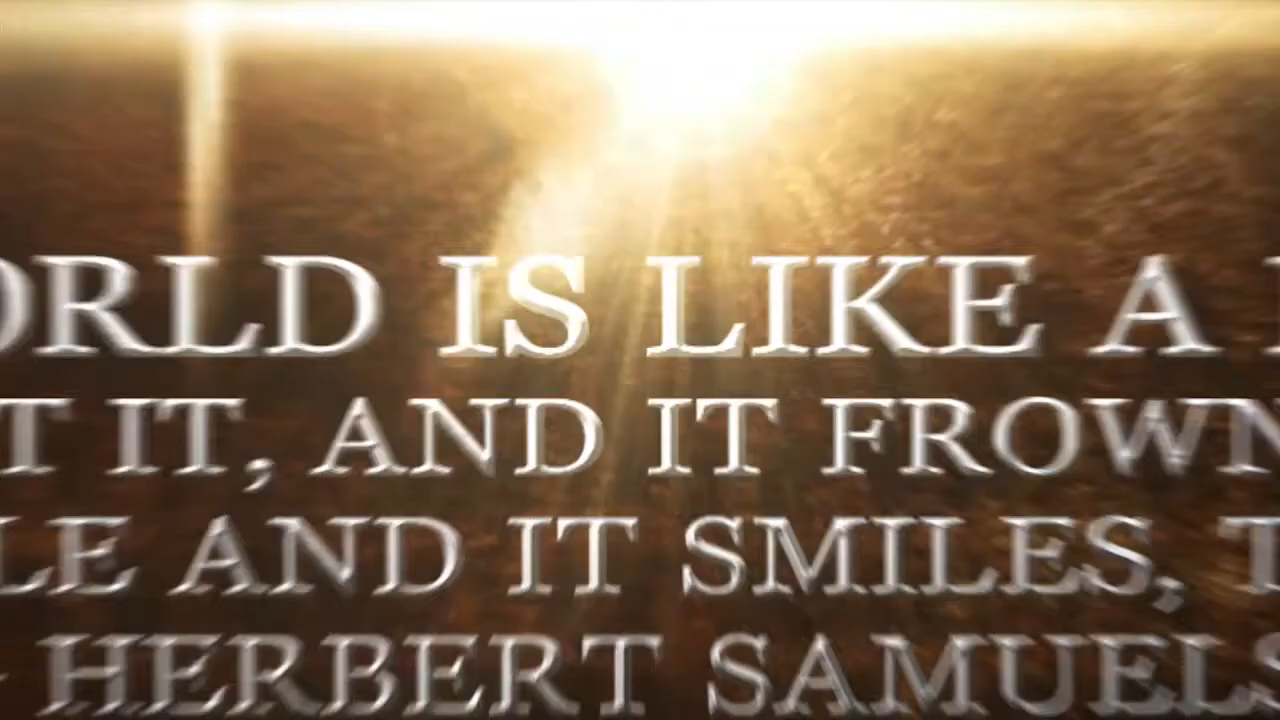 ORLD IS LIKE A
T IT, AND IT FROWN
LE AND IT SMILES, T
HERBERT SAMUELS